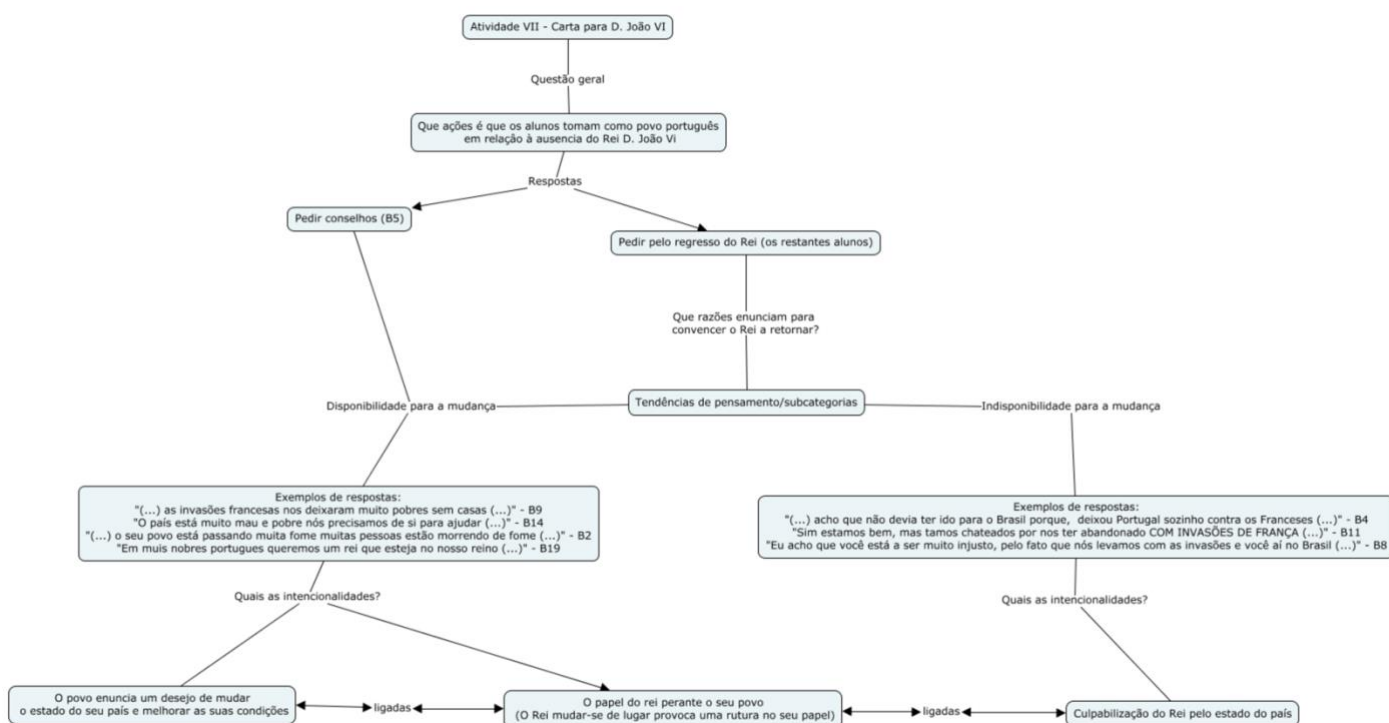 Atividade VII - Carta para D. João VI
Questão geral
Que ações é que os alunos tomam como povo português
em relação à ausencia do Rei D. João Vi
Respostas
Pedir conselhos (B5)
Pedir pelo regresso do Rei (os restantes alunos)
Que razões enunciam para
convencer o Rei a retornar?
Disponibilidade para a mudança
Tendências de pensamento/subcategorias
Indisponibilidade para a mudança
Exemplos de respostas:
"(...) as invasões francesas nos deixaram muito pobres sem casas (...)" - B9
"O país está muito mau e pobre nós precisamos de si para ajudar (...)" - B14
"(...) o seu povo está passando muita fome muitas pessoas estão morrendo de fome (...)" - B2
"Em muis nobres portugues queremos um rei que esteja no nosso reino (...)" - B19
Exemplos de respostas:
"(...) acho que não devia ter ido para o Brasil porque, deixou Portugal sozinho contra os Franceses (...)" - B4
"Sim estamos bem, mas tamos chateados por nos ter abandonado COM INVASÕES DE FRANÇA (...)" - B11
"Eu acho que você está a ser muito injusto, pelo fato que nós levamos com as invasões e você aí no Brasil (...)" - B8
Quais as intencionalidades?
Quais as intencionalidades?
O povo enuncia um desejo de mudar
o estado do seu país e melhorar as suas condições
ligadas
O papel do rei perante o seu povo
(O Rei mudar-se de lugar provoca uma rutura no seu papel)
ligadas
Culpabilização do Rei pelo estado do país